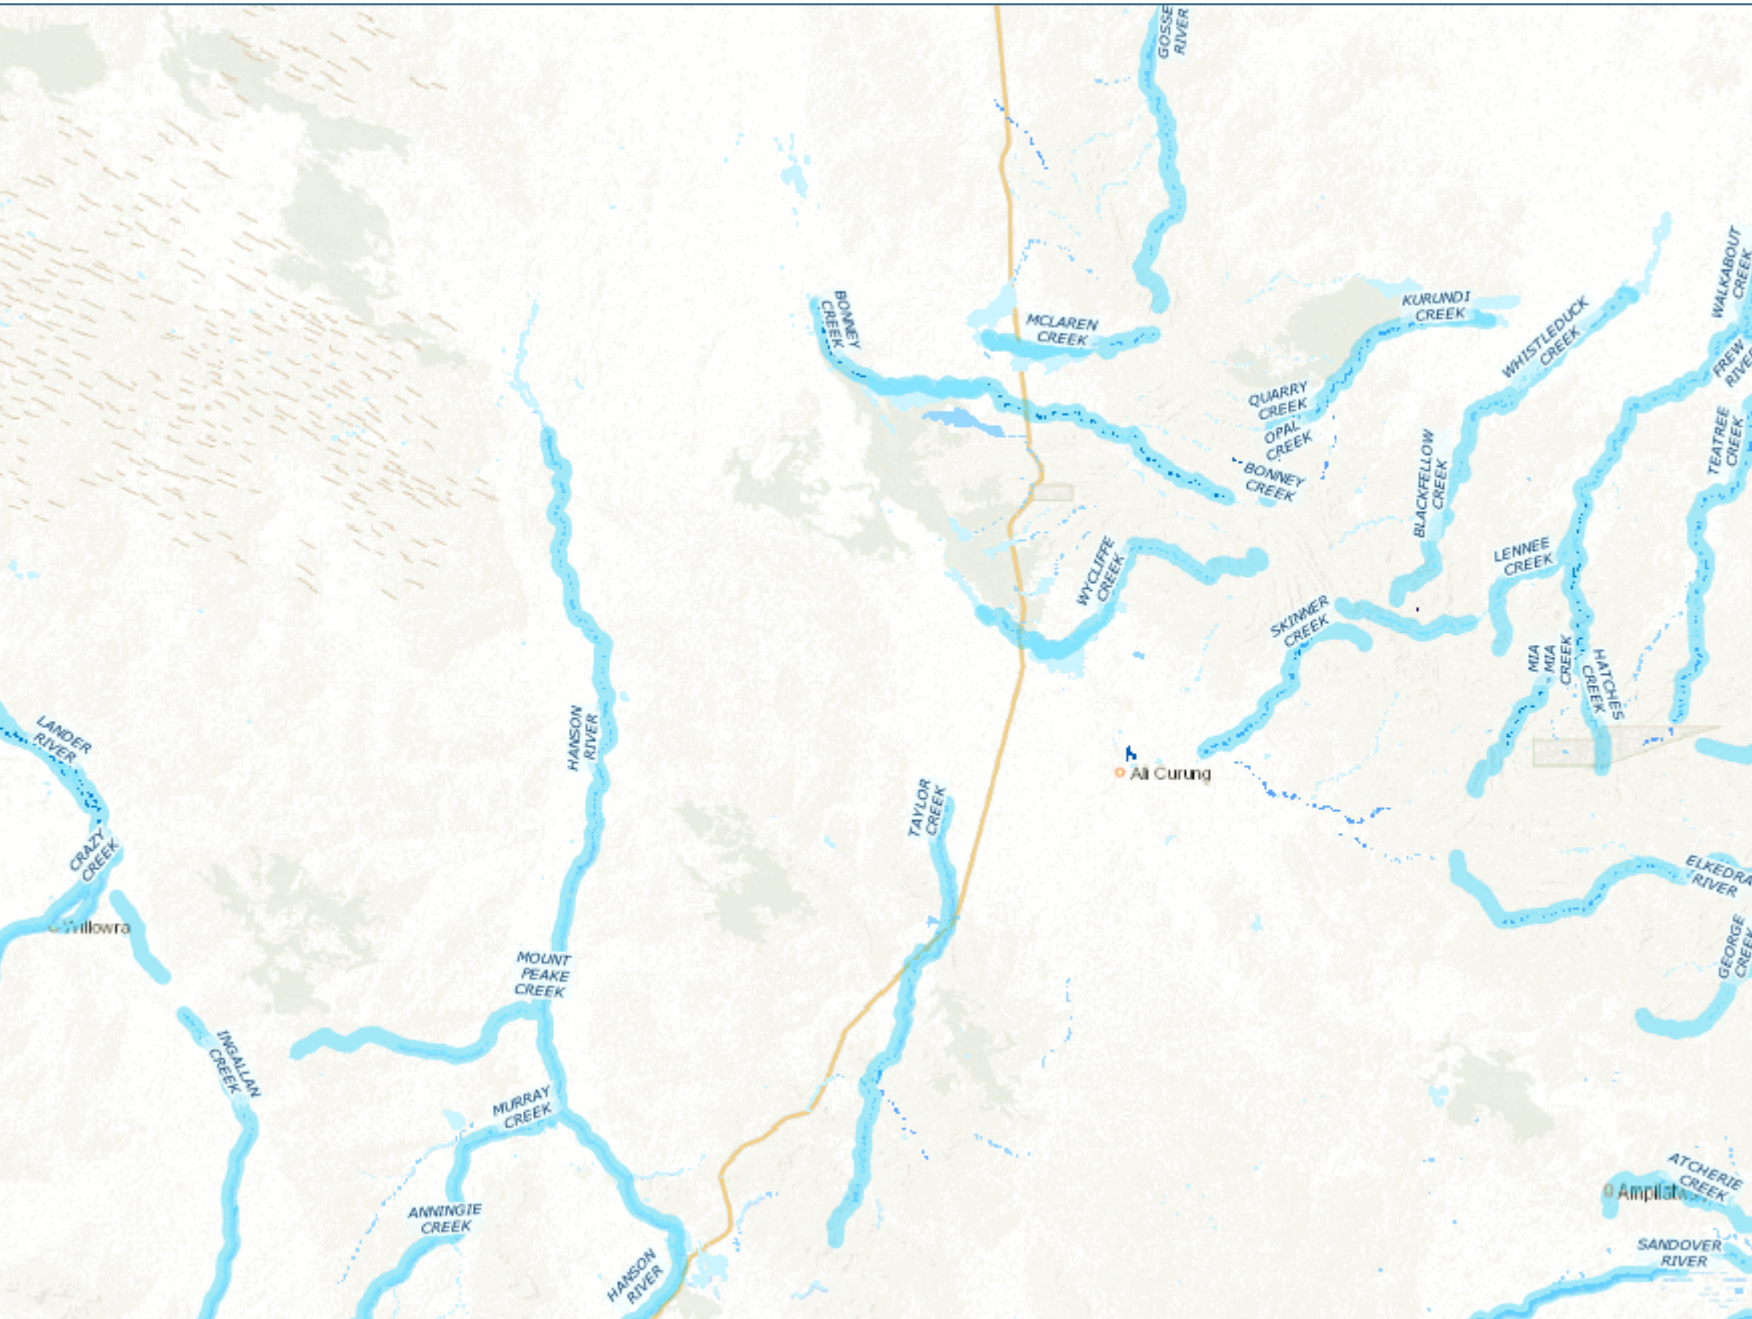 GOSSE
RIVER
WALKABOUT
CREEK
BONNEY
CREEK
KURUNDI
CREEK
MCLAREN
CREEK
WHISTLEDUCK
CREEK
FREW
RIVE
QUARRY
CREEK
OPAL
CREEK
TEATREE
CREEK
BLACKFELLOW
CREEK
BONNEY
CREEK
WYCLIFFE
CREEK
LENNEE
CREEK
SKINNER
CREEK
MIA
MIA
CREEK
HATCHES
CREEK
LANDER
RIVER
HANSON
RIVER
Ali Curung
TAYLOR
CREEK
CRAZY
CREEK
ELKEDRA
RIVER
Willowra
GEORGE
CREEK
MOUNT
PEAKE
CREEK
INGALLAN
CREEK
MURRAY
CREEK
ATCHERIE
CREEK
ANNINGIE
CREEK
SANDOVER
RIVER
HANSON
RIVER